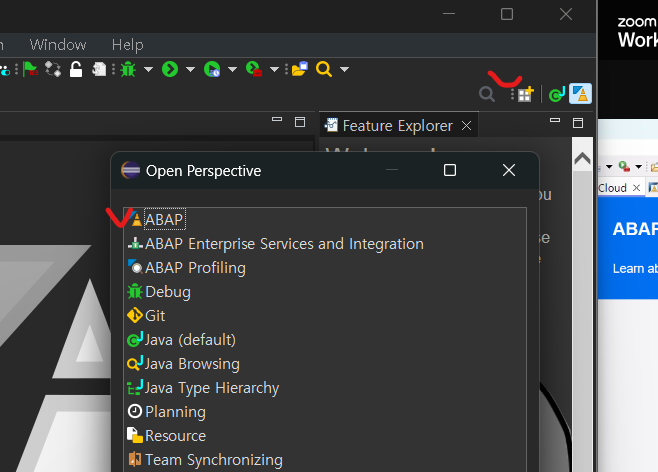 Window Help
zoom
Work
Feature Explorer
Open Perspective
Cloud
ABAP
ABAP
ABAP Enterprise Services and Integration
Learn ab
ABAP Profiling
Debug
Git
Java (default)
Java Browsing
Java Type Hierarchy
Planning
Resource
Team Synchronizing